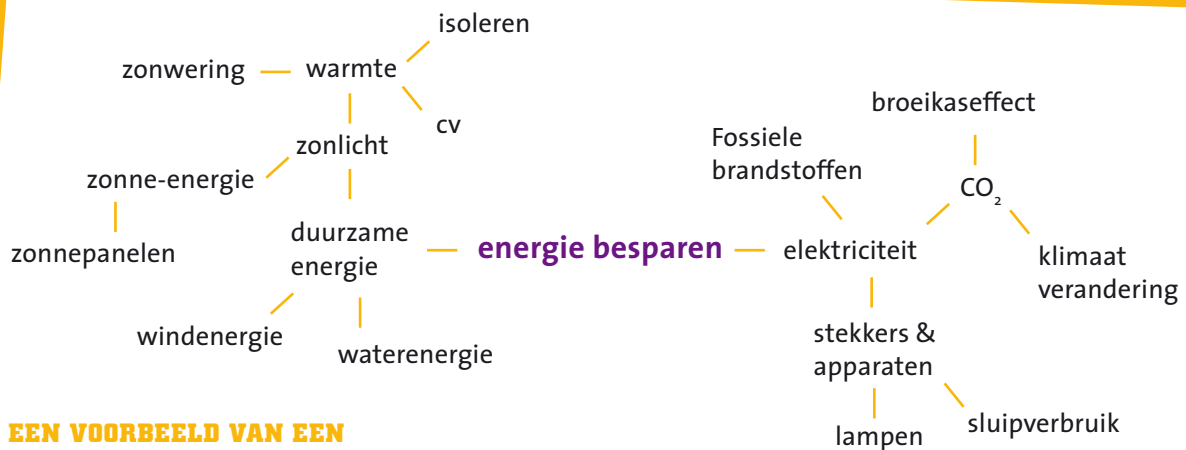 isoleren
zonwering
warmte
cv
zonlicht
zonne-energie
zonnepanelen
duurzame
energie
windenergie
waterenergie
energie besparen
broeikaseffect
Fossiele
brandstoffen
CO₂
elektriciteit
klimaat
verandering
stekkers &
apparaten
lampen
sluipverbruik
EEN VOORBEELD VAN EEN